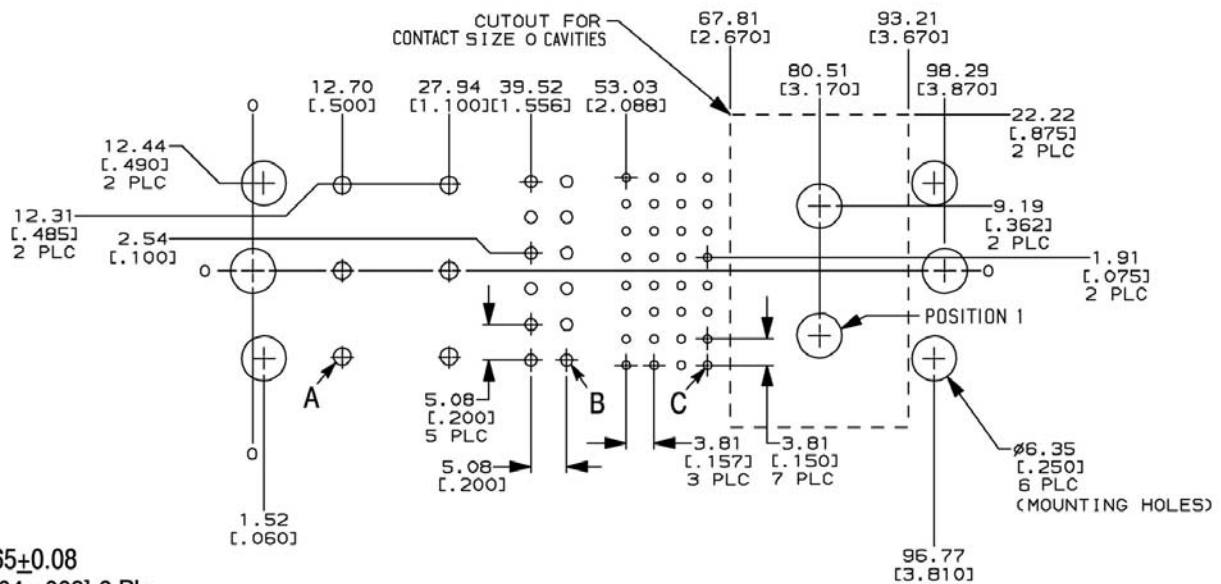 CUTOUT FOR
CONTACT SIZE O CAVITIES
67.81
[2.670]
93.21
[3.670]
80.51
[3.170]
98.29
[3.870]
12.70
[.500]
27.94
[1.100]
39.52
[1.556]
53.03
[2.088]
O
12.44
[.490]
2 PLC
22.22
[.875]
2 PLC
12.31
[.485]
2 PLC
2.54
[.100]
9.19
[.362]
2 PLC
O
O
1.91
[.075]
2 PLC
POSITION 1
A
B
C
5.08
[.200]
5 PLC
5.08
[.200]
3.81
[.157]
3 PLC
3.81
[.150]
7 PLC
O
ø6.35
[.250]
6 PLC
(MOUNTING HOLES)
1.52
[.060]
96.77
[3.810]
65±0.08